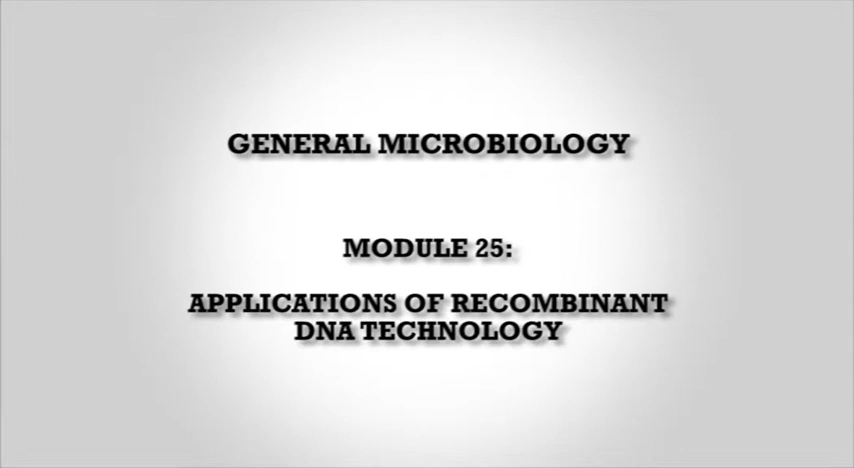 GENERAL MICROBIOLOGY
MODULE 25:
APPLICATIONS OF RECOMBINANT
DNA TECHNOLOGY